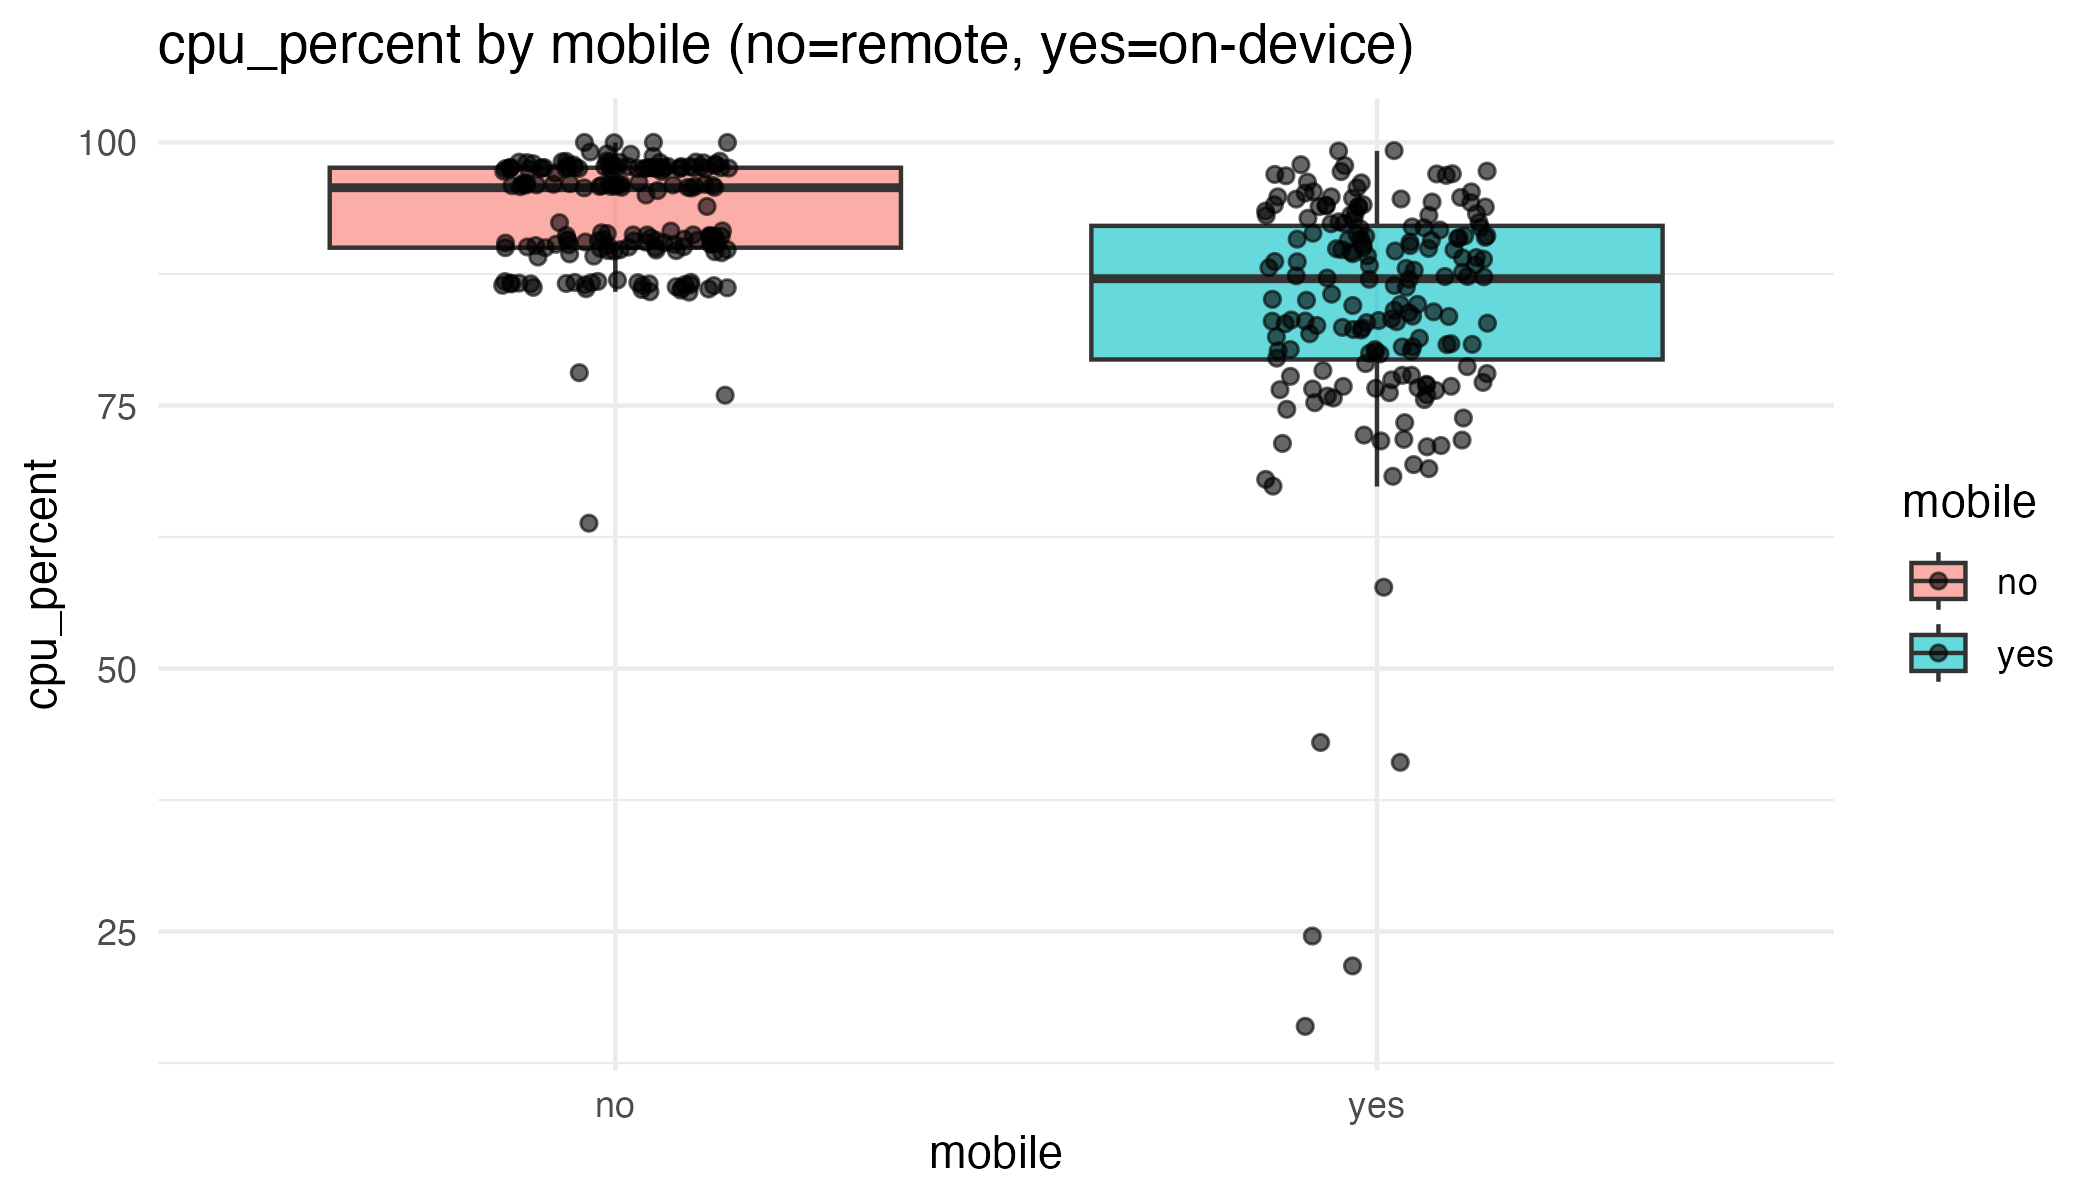 cpu_percent by mobile (no=remote, yes=on-device)
100
75
50
25
cpu_percent
no
yes
mobile
mobile
no
yes